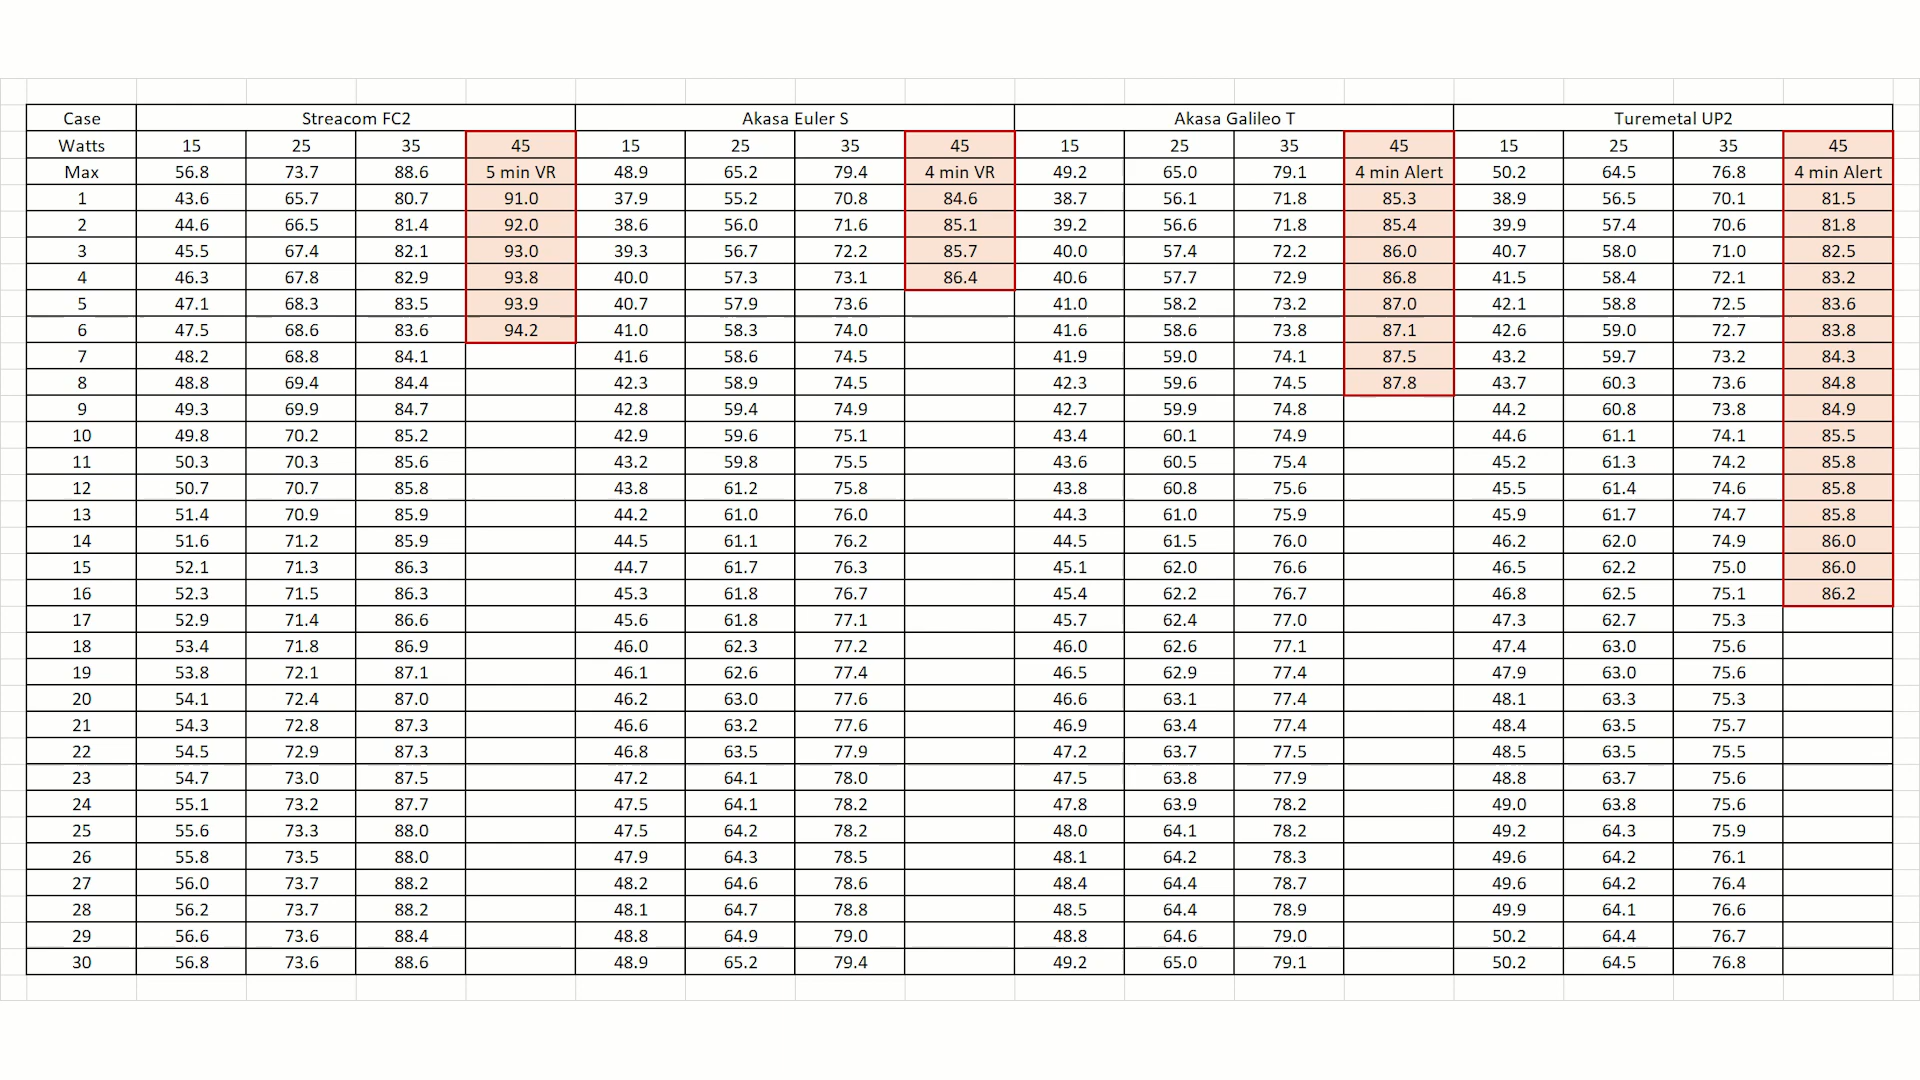 Case Streacom FC2 Akasa Euler S Akasa Galileo T Turemetal UP2
Watts 15 25 35 45 15 25 35 45 15 25 35 45 15 25 35 45
Max 56.8 73.7 88.6 5 min VR 48.9 65.2 79.4 4 min VR 49.2 65.0 79.1 4 min Alert 50.2 64.5 76.8 4 min Alert
1 43.6 65.7 80.7 91.0 37.9 55.2 70.8 84.6 38.7 56.1 71.8 85.3 38.9 56.5 70.1 81.5
2 44.6 66.5 81.4 92.0 38.6 56.0 71.6 85.1 39.2 56.6 71.8 85.4 39.9 57.4 70.6 81.8
3 45.5 67.4 82.1 93.0 39.3 56.7 72.2 85.7 40.0 57.4 72.2 86.0 40.7 58.0 71.0 82.5
4 46.3 67.8 82.9 93.8 40.0 57.3 73.1 86.4 40.6 57.7 72.9 86.8 41.5 58.4 72.1 83.2
5 47.1 68.3 83.5 93.9 40.7 57.9 73.6 41.0 58.2 73.2 87.0 42.1 58.8 72.5 83.6
6 47.5 68.6 83.6 94.2 41.0 58.3 74.0 41.6 58.6 73.8 87.1 42.6 59.0 72.7 83.8
7 48.2 68.8 84.1 41.6 58.6 74.5 41.9 59.0 74.1 87.5 43.2 59.7 73.2 84.3
8 48.8 69.4 84.4 42.3 58.9 74.5 42.3 59.6 74.5 87.8 43.7 60.3 73.6 84.8
9 49.3 69.9 84.7 42.8 59.4 74.9 42.7 59.9 74.8 44.2 60.8 73.8 84.9
10 49.8 70.2 85.2 42.9 59.6 75.1 43.4 60.1 74.9 44.6 61.1 74.1 85.5
11 50.3 70.3 85.6 43.2 59.8 75.5 43.6 60.5 75.4 45.2 61.3 74.2 85.8
12 50.7 70.7 85.8 43.8 61.2 75.8 43.8 60.8 75.6 45.5 61.4 74.6 85.8
13 51.4 70.9 85.9 44.2 61.0 76.0 44.3 61.0 75.9 45.9 61.7 74.7 85.8
14 51.6 71.2 85.9 44.5 61.1 76.2 44.5 61.5 76.0 46.2 62.0 74.9 86.0
15 52.1 71.3 86.3 44.7 61.7 76.3 45.1 62.0 76.6 46.5 62.2 75.0 86.0
16 52.3 71.5 86.3 45.3 61.8 76.7 45.4 62.2 76.7 46.8 62.5 75.1 86.2
17 52.9 71.4 86.6 45.6 61.8 77.1 45.7 62.4 77.0 47.3 62.7 75.3
18 53.4 71.8 86.9 46.0 62.3 77.2 46.0 62.6 77.1 47.4 63.0 75.6
19 53.8 72.1 87.1 46.1 62.6 77.4 46.5 62.9 77.4 47.9 63.0 75.6
20 54.1 72.4 87.0 46.2 63.0 77.6 46.6 63.1 77.4 48.1 63.3 75.3
21 54.3 72.8 87.3 46.6 63.2 77.6 46.9 63.4 77.4 48.4 63.5 75.7
22 54.5 72.9 87.3 46.8 63.5 77.9 47.2 63.7 77.5 48.5 63.5 75.5
23 54.7 73.0 87.5 47.2 64.1 78.0 47.5 63.8 77.9 48.8 63.7 75.6
24 55.1 73.2 87.7 47.5 64.1 78.2 47.8 63.9 78.2 49.0 63.8 75.6
25 55.6 73.3 88.0 47.5 64.2 78.2 48.0 64.1 78.2 49.2 64.3 75.9
26 55.8 73.5 88.0 47.9 64.3 78.5 48.1 64.2 78.3 49.6 64.2 76.1
27 56.0 73.7 88.2 48.2 64.6 78.6 48.4 64.4 78.7 49.6 64.2 76.4
28 56.2 73.7 88.2 48.1 64.7 78.8 48.5 64.4 78.9 49.9 64.1 76.6
29 56.6 73.6 88.4 48.8 64.9 79.0 48.8 64.6 79.0 50.2 64.4 76.7
30 56.8 73.6 88.6 48.9 65.2 79.4 49.2 65.0 79.1 50.2 64.5 76.8